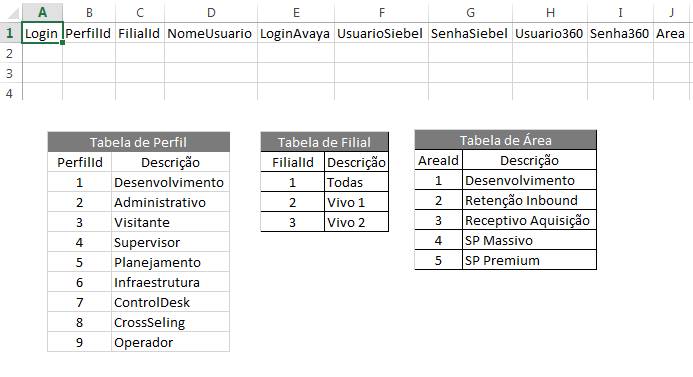 A B C D E F G H I J
1 Login PerfilId FilialId NomeUsuario LoginAvaya UsuarioSiebel SenhaSiebel Usuario360 Senha360 Area
2
3
4
Tabela de Perfil
PerfilId Descrição
1 Desenvolvimento
2 Administrativo
3 Visitante
4 Supervisor
5 Planejamento
6 Infraestrutura
7 ControlDesk
8 CrossSeling
9 Operador
Tabela de Filial
FilialId Descrição
1 Todas
2 Vivo 1
3 Vivo 2
Tabela de Área
AreaId Descrição
1 Desenvolvimento
2 Retenção Inbound
3 Receptivo Aquisição
4 SP Massivo
5 SP Premium